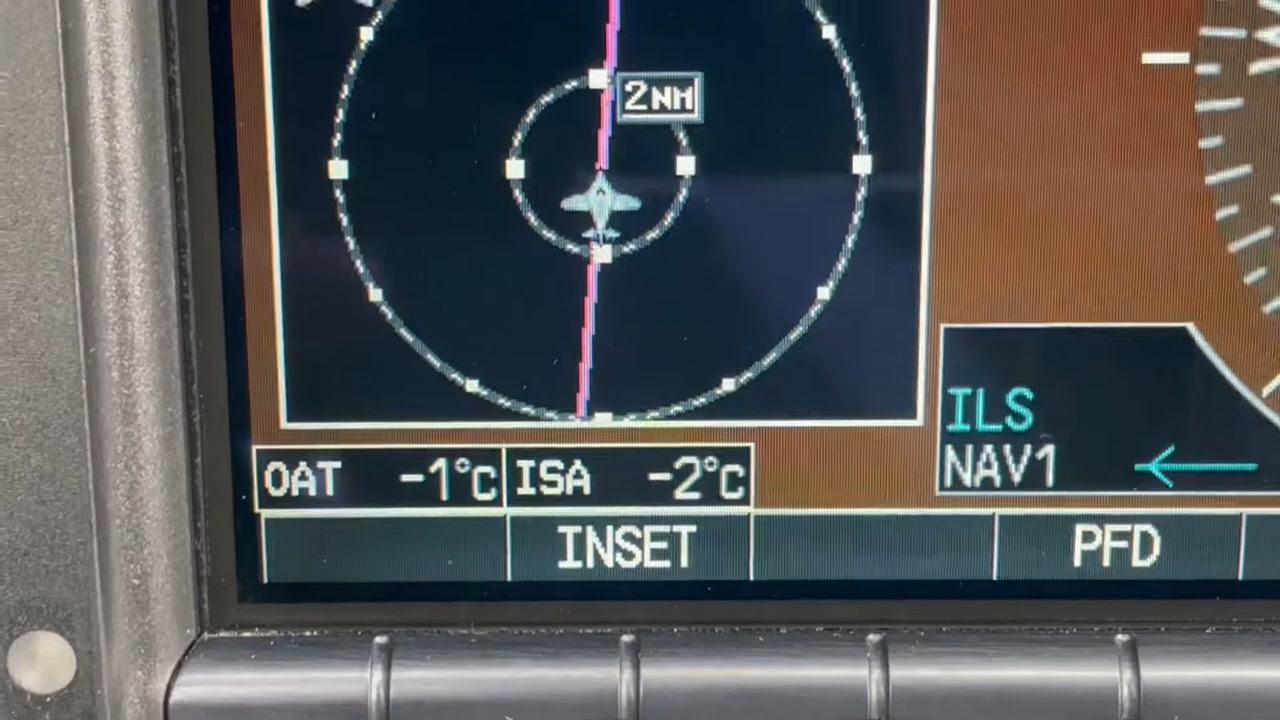 2NM
ILS
NAV1
OAT -1°C ISA -2°C
INSET PFD